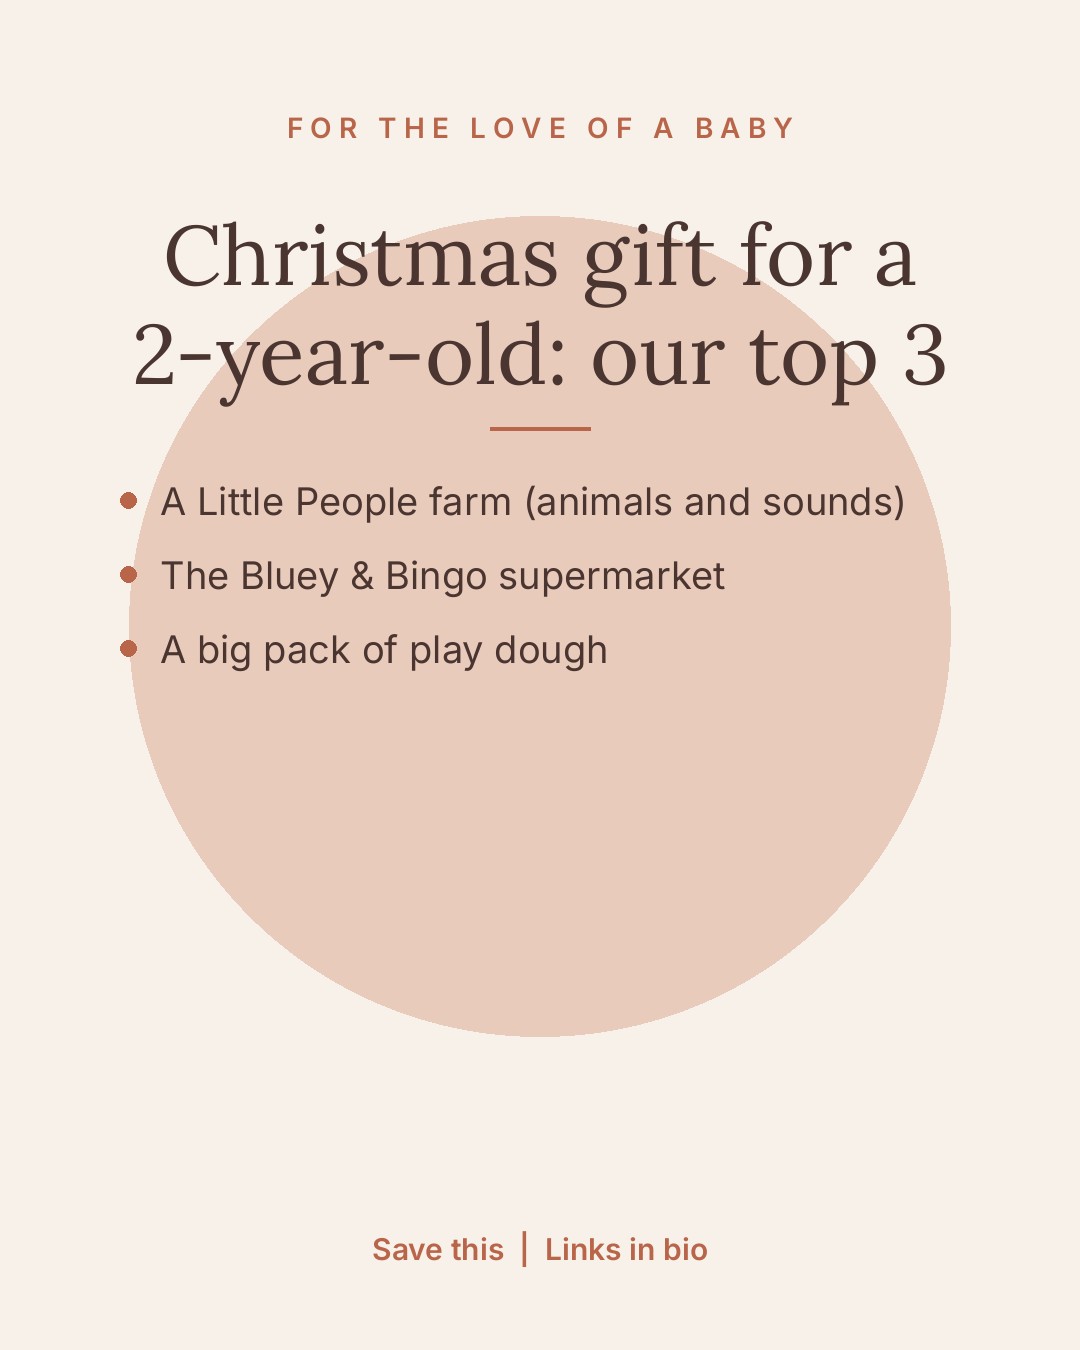 FOR THE LOVE OF A BABY
Christmas gift for a
2-year-old: our top 3
• A Little People farm (animals and sounds)
• The Bluey & Bingo supermarket
• A big pack of play dough
Save this | Links in bio